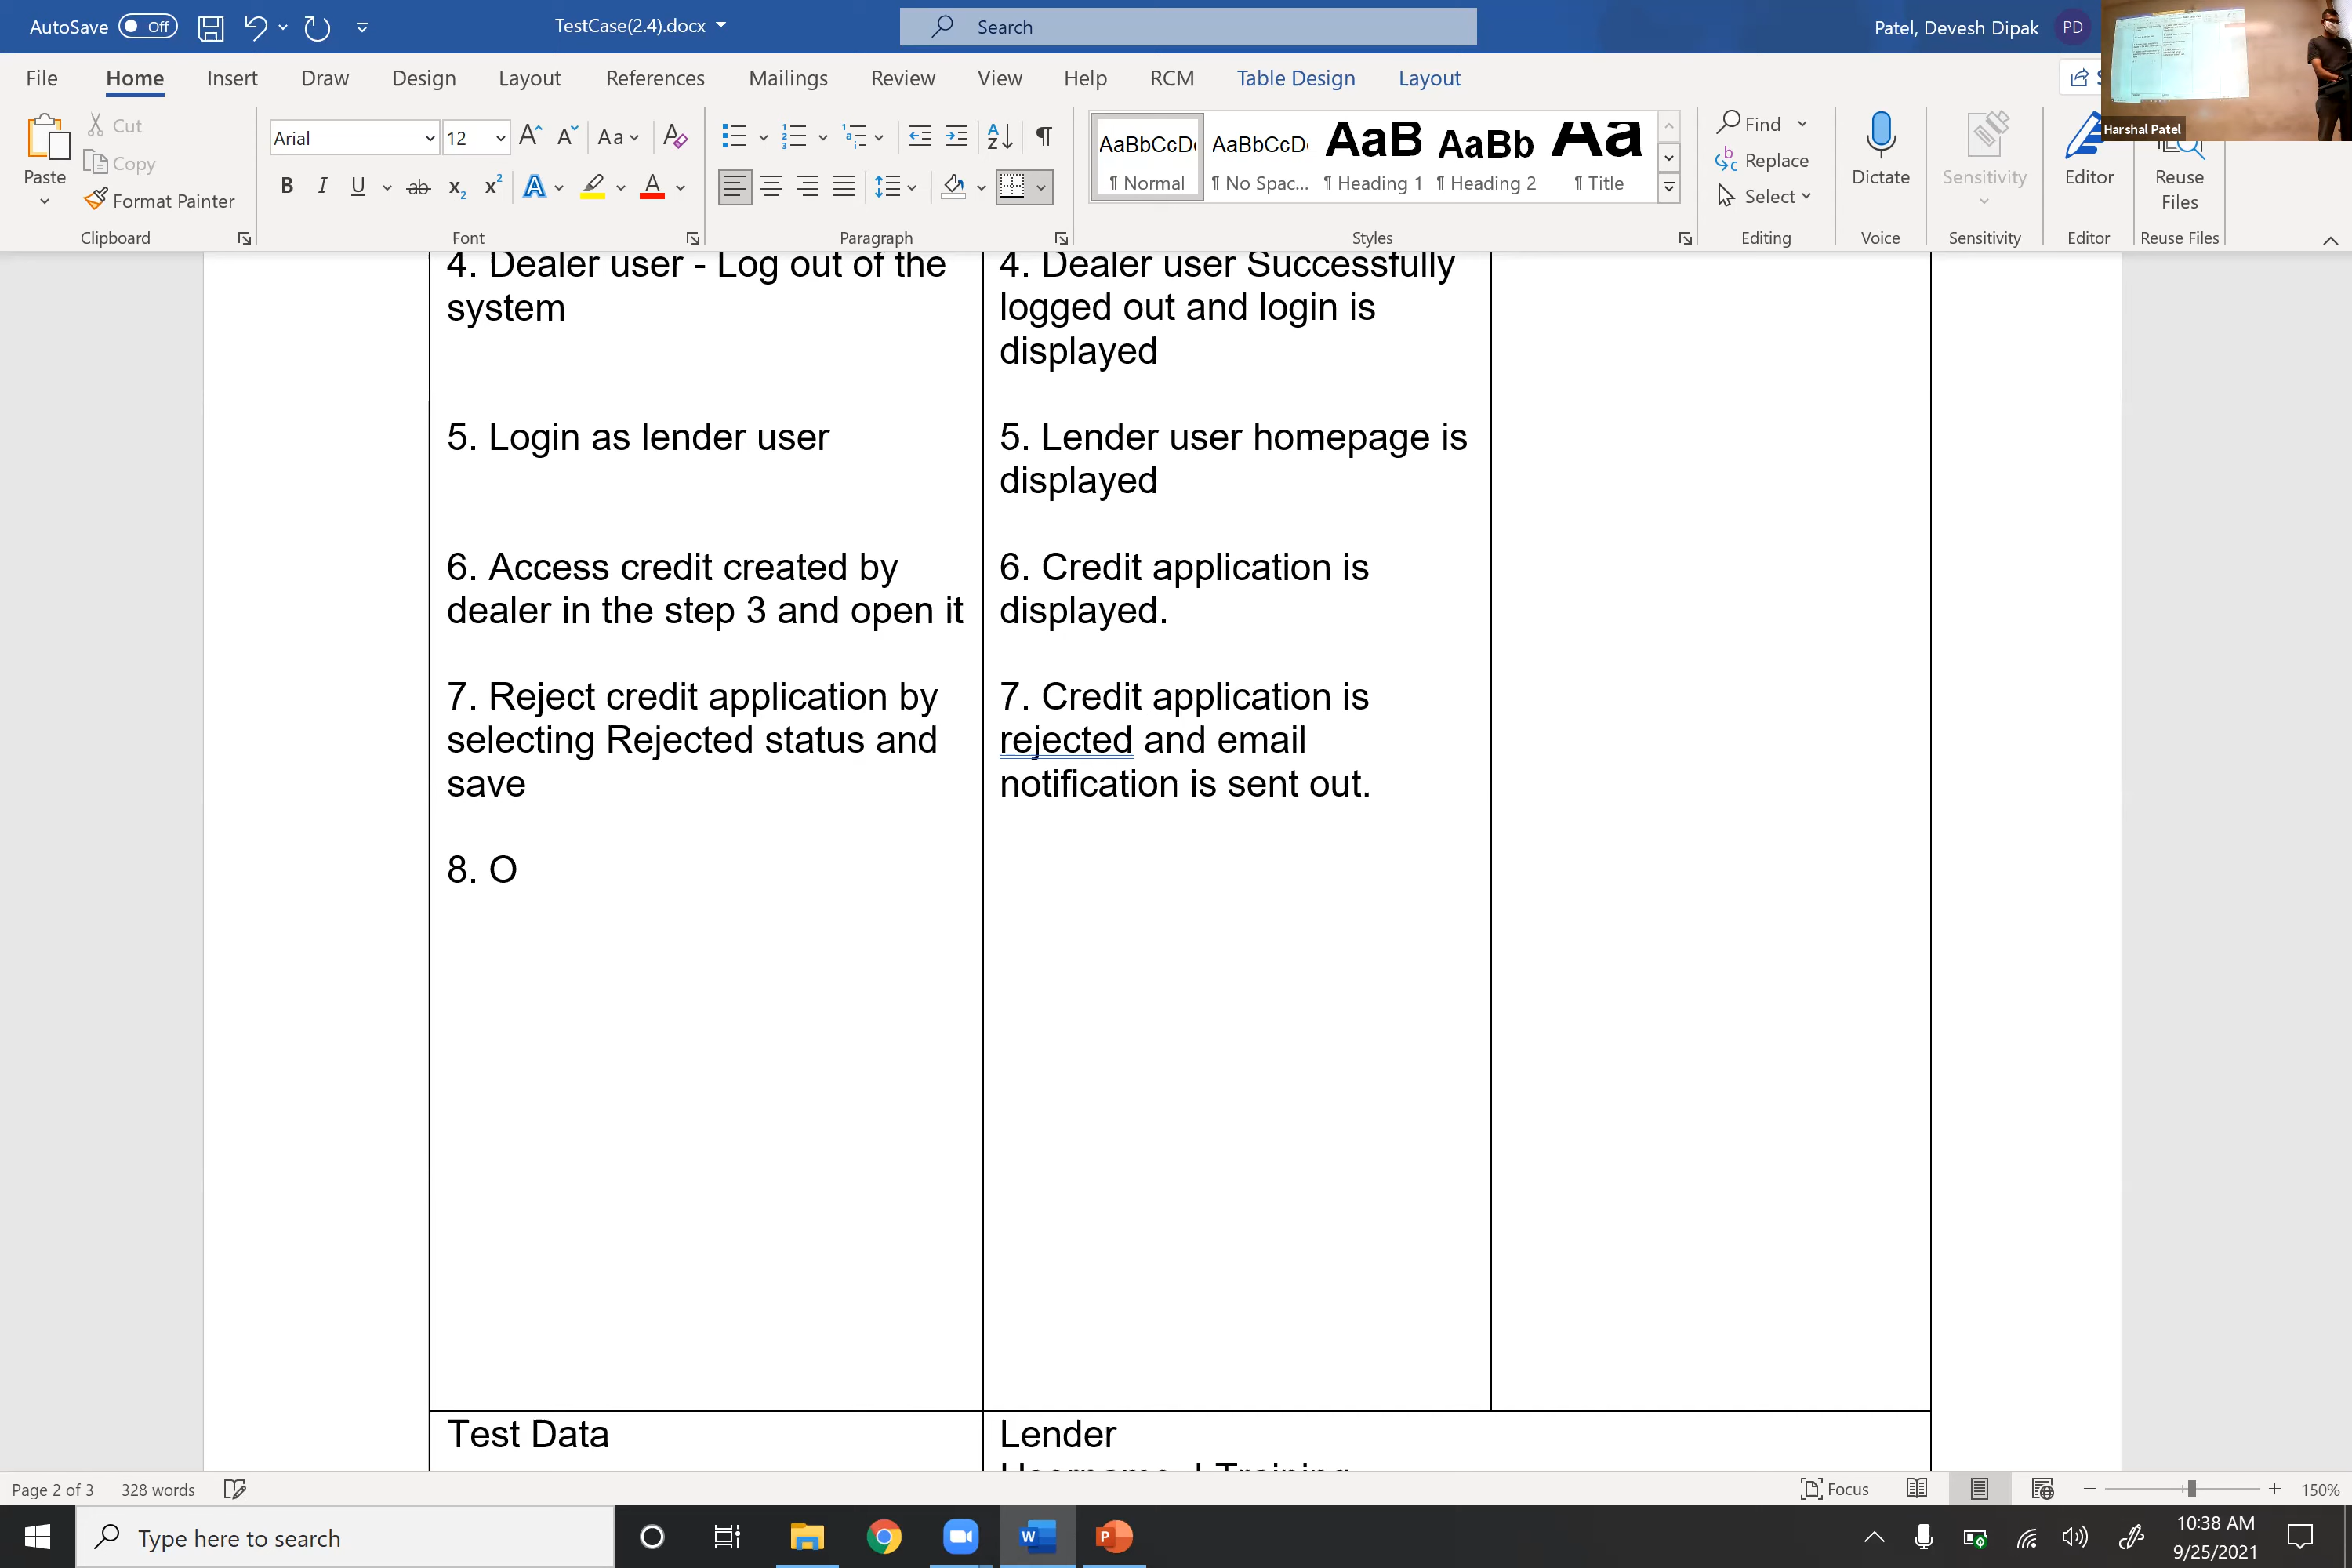 AutoSave Off
TestCase(2.4).docx
Search
Patel, Devesh Dipak PD
File Home Insert Draw Design Layout References Mailings Review View Help RCM Table Design Layout
Harshal Patel
Paste
Cut
Copy
Format Painter
Clipboard
Arial 12
Font
Paragraph
AaBbCcD AaBbCcD AaB AaBb Aa
¶ Normal ¶ No Spac... ¶ Heading 1 ¶ Heading 2 ¶ Title
Styles
Find
Replace
Select
Editing
Dictate
Voice
Sensitivity
Sensitivity
Editor
Editor
Reuse
Files
Reuse Files
4. Dealer user - Log out of the
system
5. Login as lender user
6. Access credit created by
dealer in the step 3 and open it
7. Reject credit application by
selecting Rejected status and
save
8. O
4. Dealer user Successfully
logged out and login is
displayed
5. Lender user homepage is
displayed
6. Credit application is
displayed.
7. Credit application is
rejected and email
notification is sent out.
Test Data
Lender
Page 2 of 3 328 words
Focus
150%
Type here to search
10:38 AM
9/25/2021